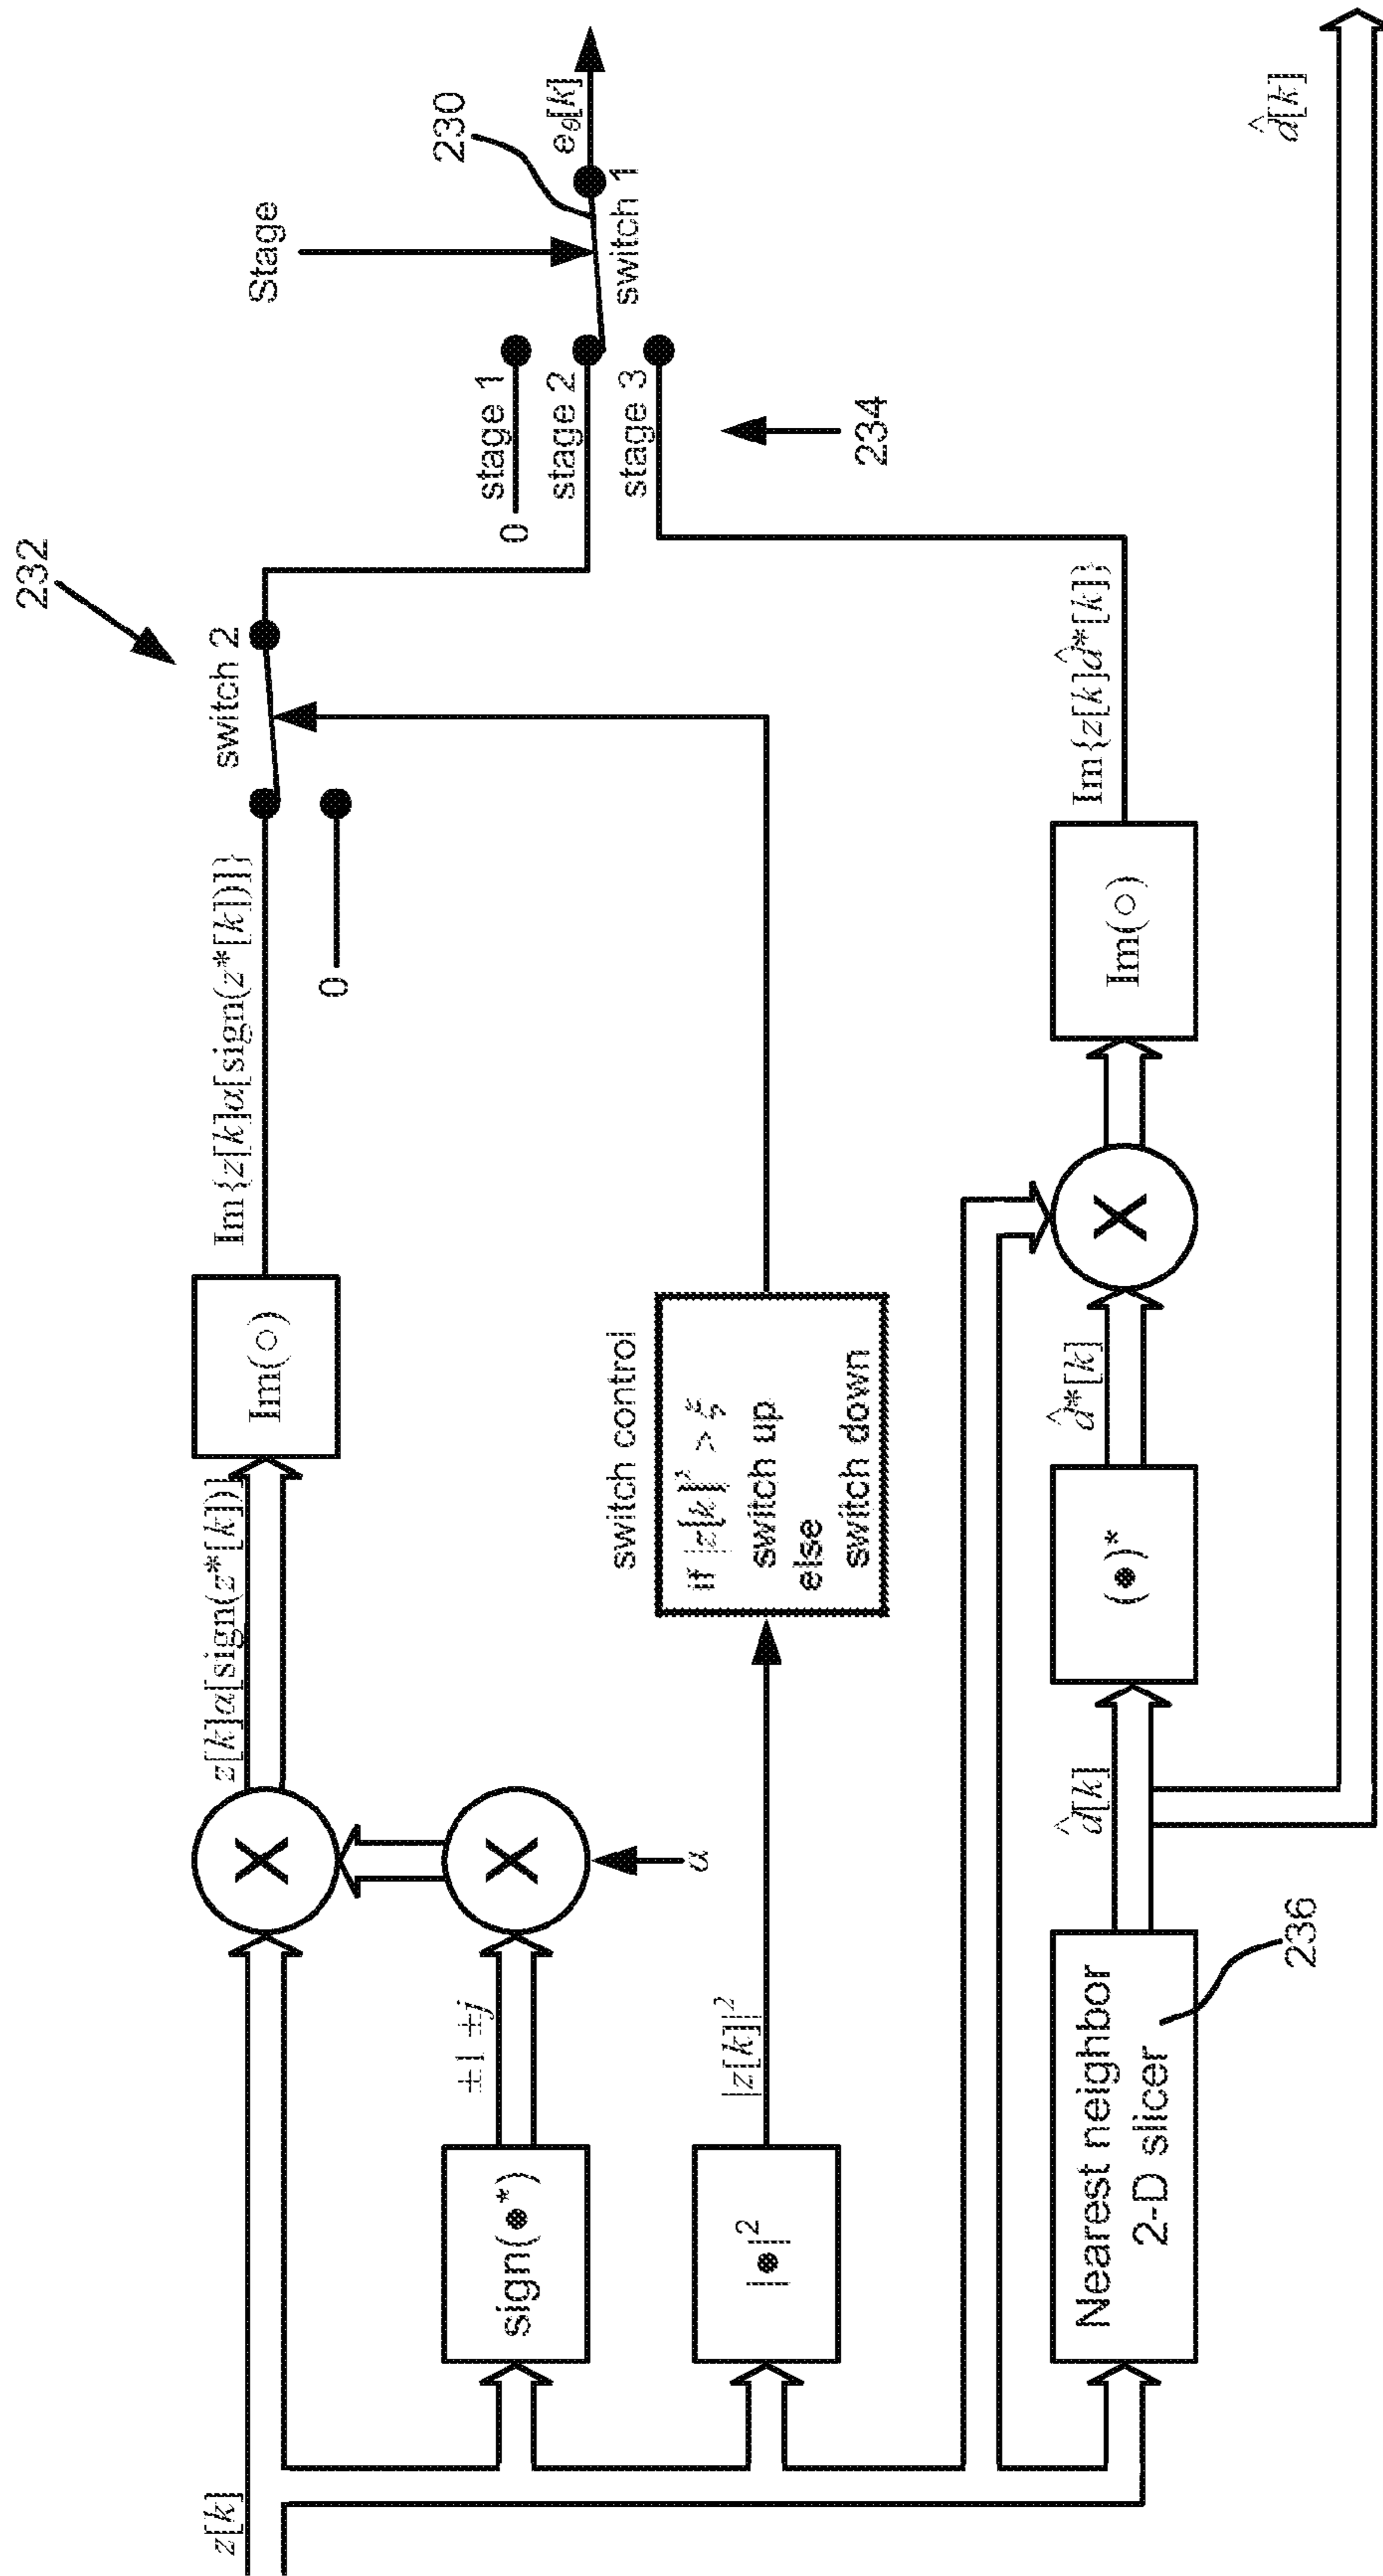 232
230
Stage
z[k]
z[k]α[sign(z*[k])]
Im(○)
Im{z[k]α[sign(z*[k])]}
switch 2
0
X
sign(●*)
±1 ±j
X
α
0
stage 1
stage 2
stage 3
switch 1
e_θ[k]
234
|●|²
|z[k]|²
switch control
if |z[k]|² > ξ
switch up
else
switch down
Nearest neighbor
2-D slicer
236
d̂[k]
(●)*
d̂*[k]
X
Im(○)
Im{z[k]d̂*[k]}
d̂[k]